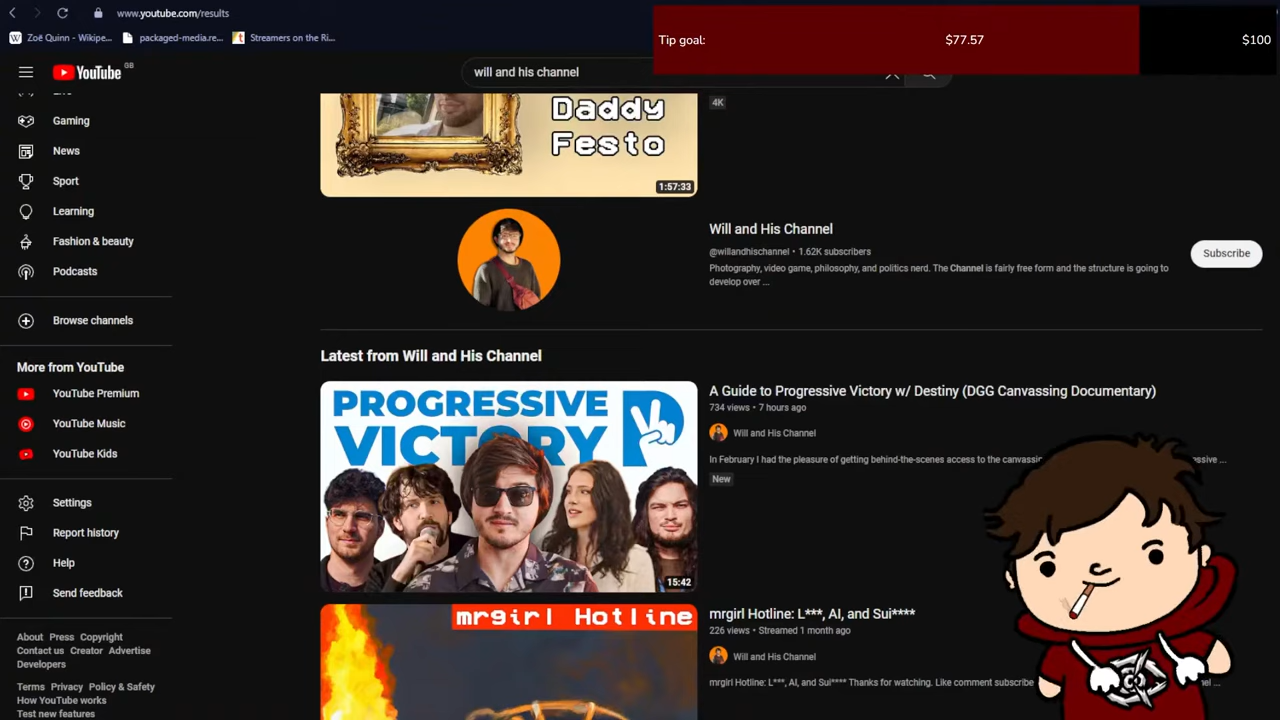 www.youtube.com/results
Zoë Quinn - Wikipe...
packaged-media.re...
Streamers on the Ri...
Tip goal:
$77.57
$100
YouTube
GB
will and his channel
Gaming
News
Sport
Learning
Fashion & beauty
Podcasts
Browse channels
More from YouTube
YouTube Premium
YouTube Music
YouTube Kids
Settings
Report history
Help
Send feedback
About Press Copyright
Contact us Creator Advertise
Developers
Terms Privacy Policy & Safety
How YouTube works
Test new features
Daddy
Festo
1:57:33
4K
Will and His Channel
@willandhischannel • 1.62K subscribers
Photography, video game, philosophy, and politics nerd. The Channel is fairly free form and the structure is going to
develop over ...
Subscribe
Latest from Will and His Channel
PROGRESSIVE
VICTORY
15:42
A Guide to Progressive Victory w/ Destiny (DGG Canvassing Documentary)
734 views • 7 hours ago
Will and His Channel
In February I had the pleasure of getting behind-the-scenes access to the
New
mrgirl Hotline
mrgirl Hotline: L***, AI, and Sui****
226 views • Streamed 1 month ago
Will and His Channel
mrgirl Hotline: L***, AI, and Sui**** Thanks for watching. Like comment subscribe